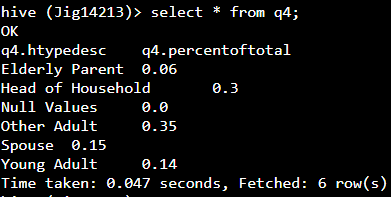 hive (Jig14213)> select * from q4;
OK
q4.htypedesc    q4.percentoftotal
Elderly Parent  0.06
Head of Household       0.3
Null Values     0.0
Other Adult     0.35
Spouse  0.15
Young Adult     0.14
Time taken: 0.047 seconds, Fetched: 6 row(s)